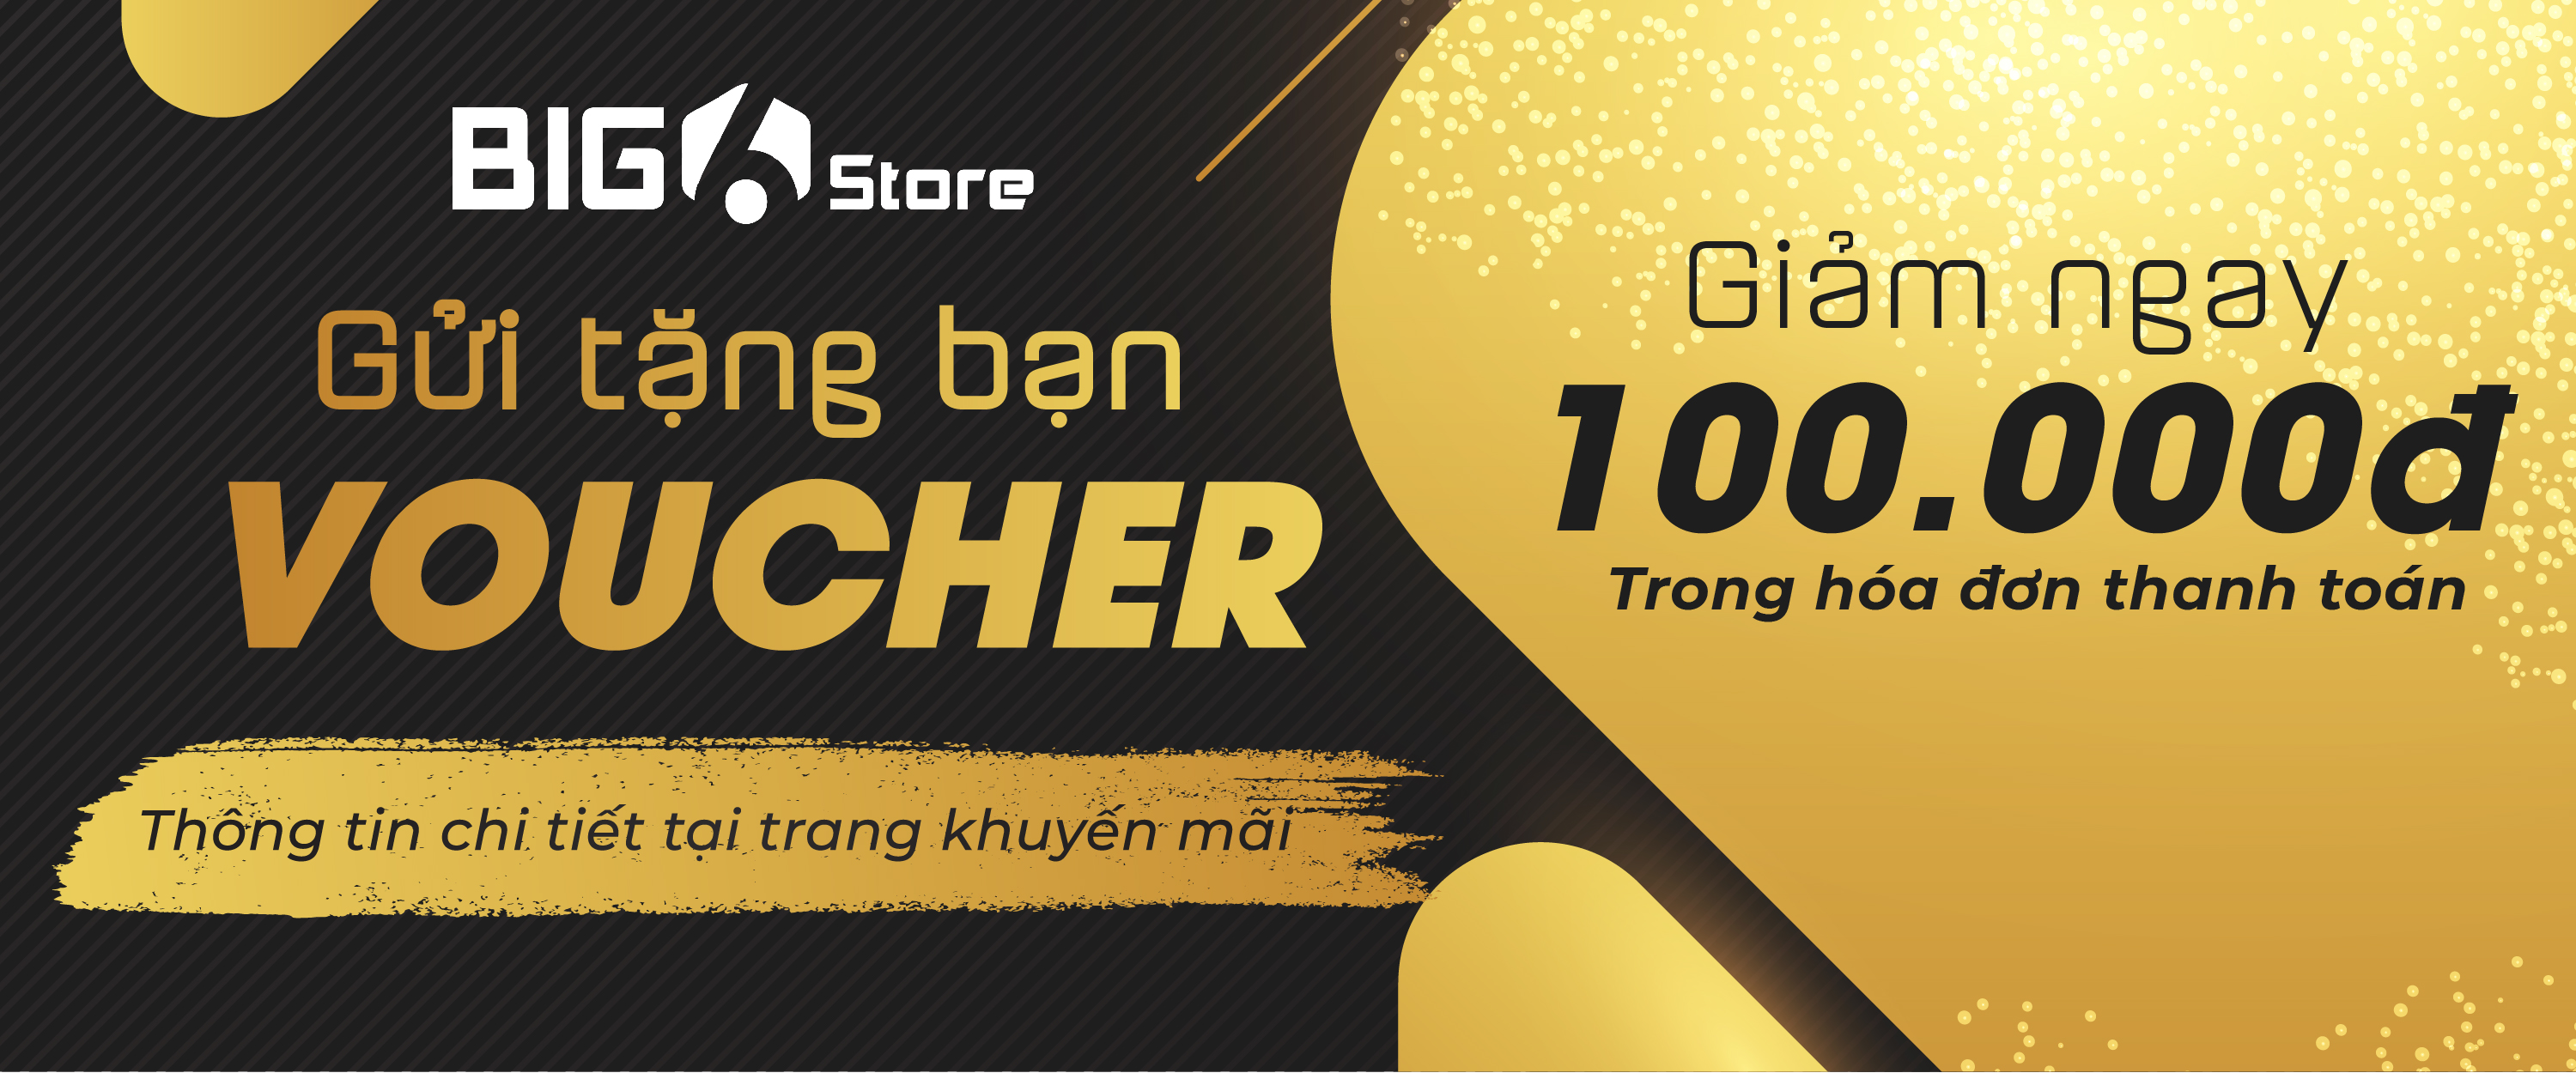 BIG6 Store
Gửi tặng bạn
VOUCHER
Thông tin chi tiết tại trang khuyến mãi
Giảm ngay
100.000đ
Trong hóa đơn thanh toán